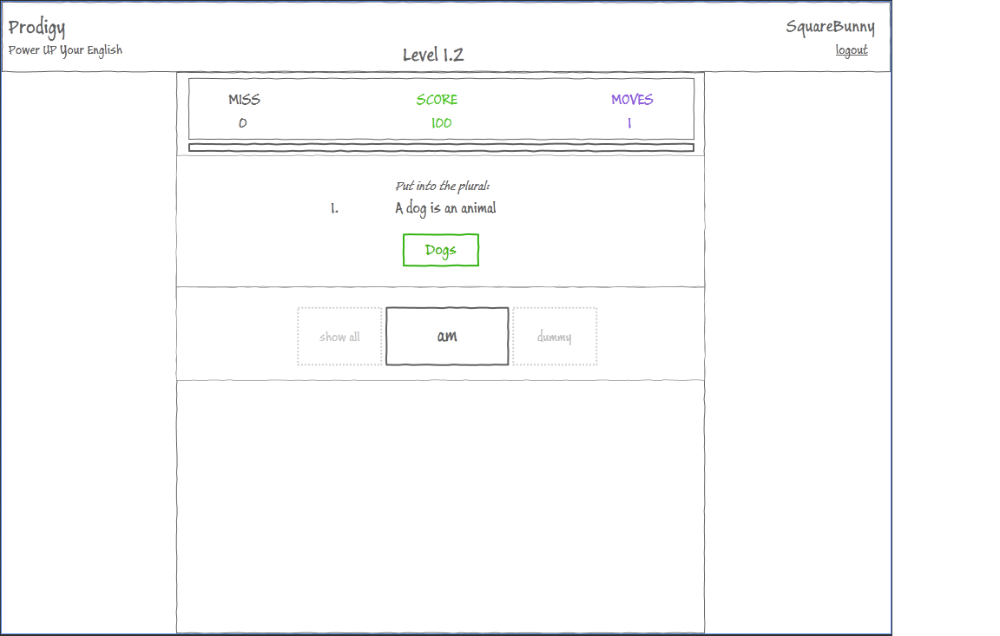 Prodigy
SquareBunny
Power UP Your English
logout
Level 1.2
MISS SCORE MOVES
0 100 1
Put into the plural:
1. A dog is an animal
Dogs
show all am dummy